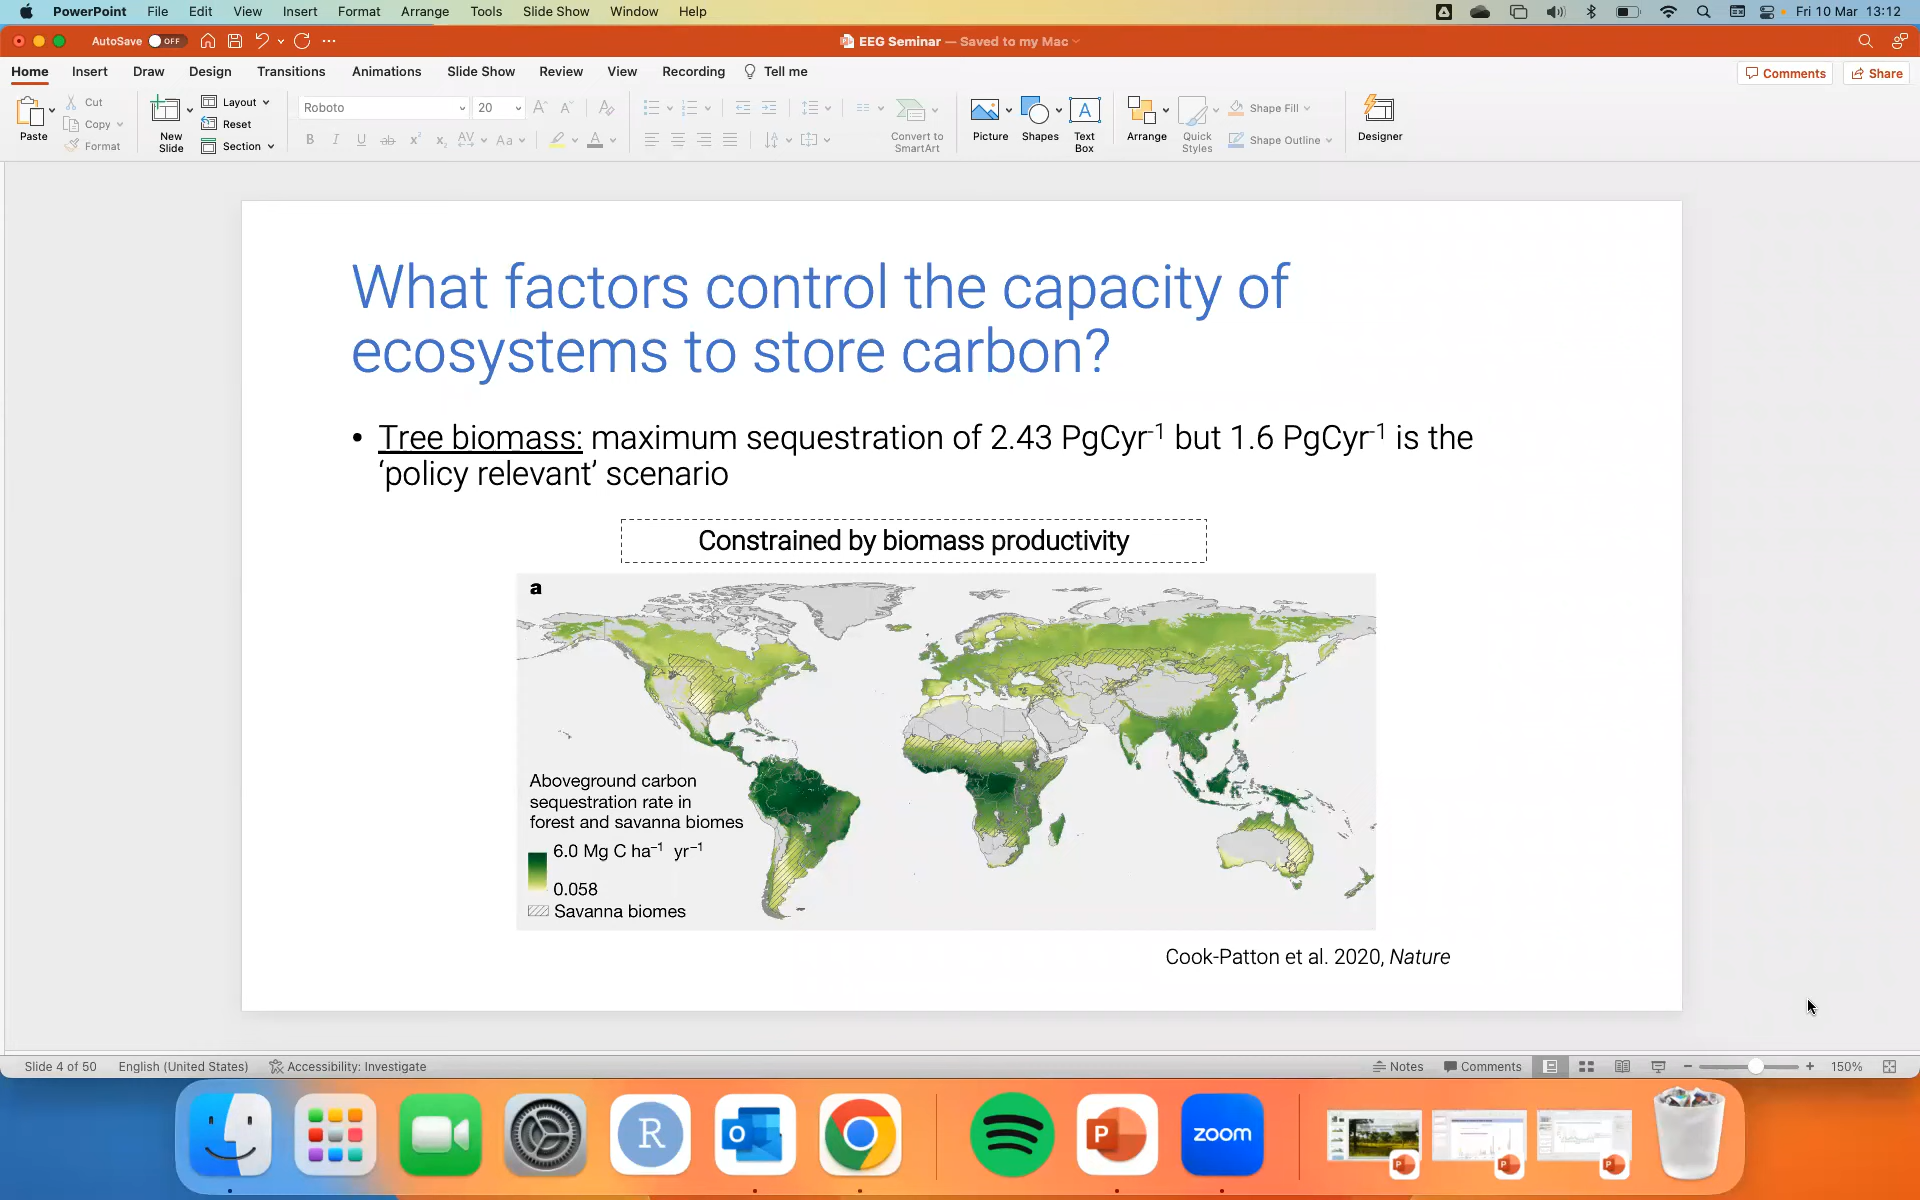 PowerPoint File Edit View Insert Format Arrange Tools Slide Show Window Help Fri 10 Mar 13:12
AutoSave OFF EEG Seminar — Saved to my Mac
Home Insert Draw Design Transitions Animations Slide Show Review View Recording Tell me Comments Share
Paste
Cut
Copy
Format
New
Slide
Layout
Reset
Section
Roboto 20
B I U ab x² x₂ AV Aa A
Convert to
SmartArt
Picture
Shapes
Text
Box
Arrange
Quick
Styles
Shape Fill
Shape Outline
Designer
What factors control the capacity of
ecosystems to store carbon?
• Tree biomass: maximum sequestration of 2.43 PgCyr⁻¹ but 1.6 PgCyr⁻¹ is the
‘policy relevant’ scenario
Constrained by biomass productivity
a
Aboveground carbon
sequestration rate in
forest and savanna biomes
6.0 Mg C ha⁻¹ yr⁻¹
0.058
Savanna biomes
Cook-Patton et al. 2020, Nature
Slide 4 of 50 English (United States) Accessibility: Investigate Notes Comments 150%
R
O
P
zoom
P
P
P